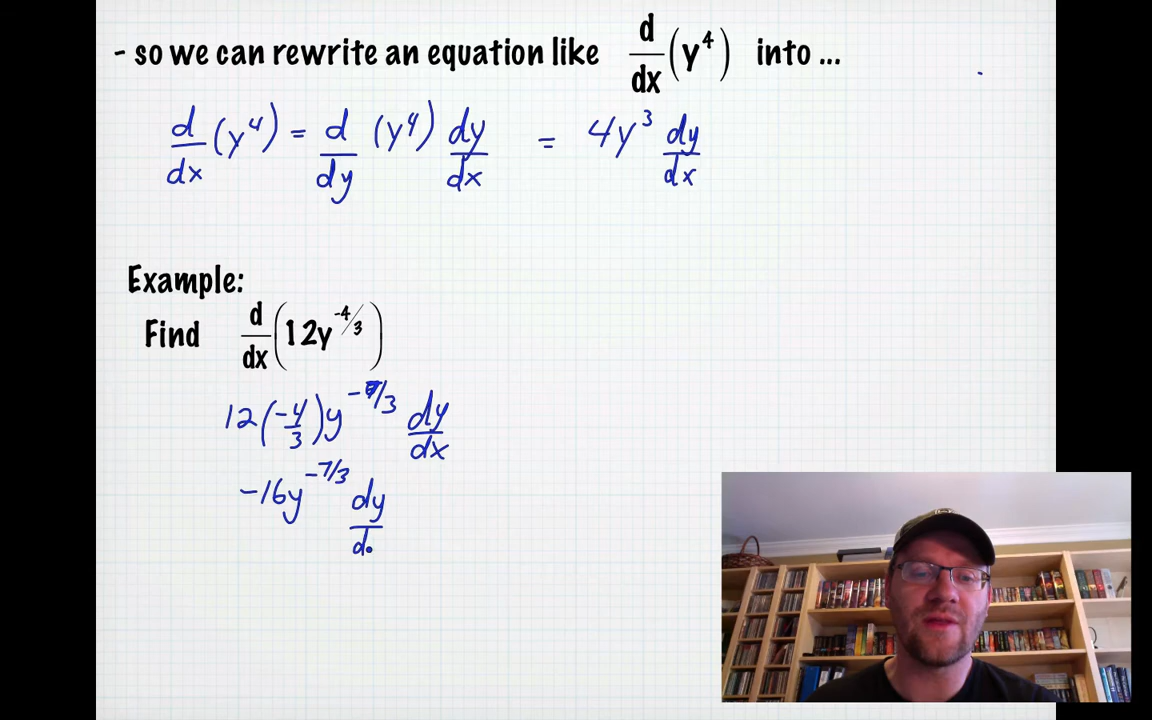 - so we can rewrite an equation like d/dx (y⁴) into ...
d/dx (y⁴) = d/dy (y⁴) dy/dx = 4y³ dy/dx
Example:
Find d/dx (12y^-4/3)
12(-4/3)y^-7/3 dy/dx
-16y^-7/3 dy/d